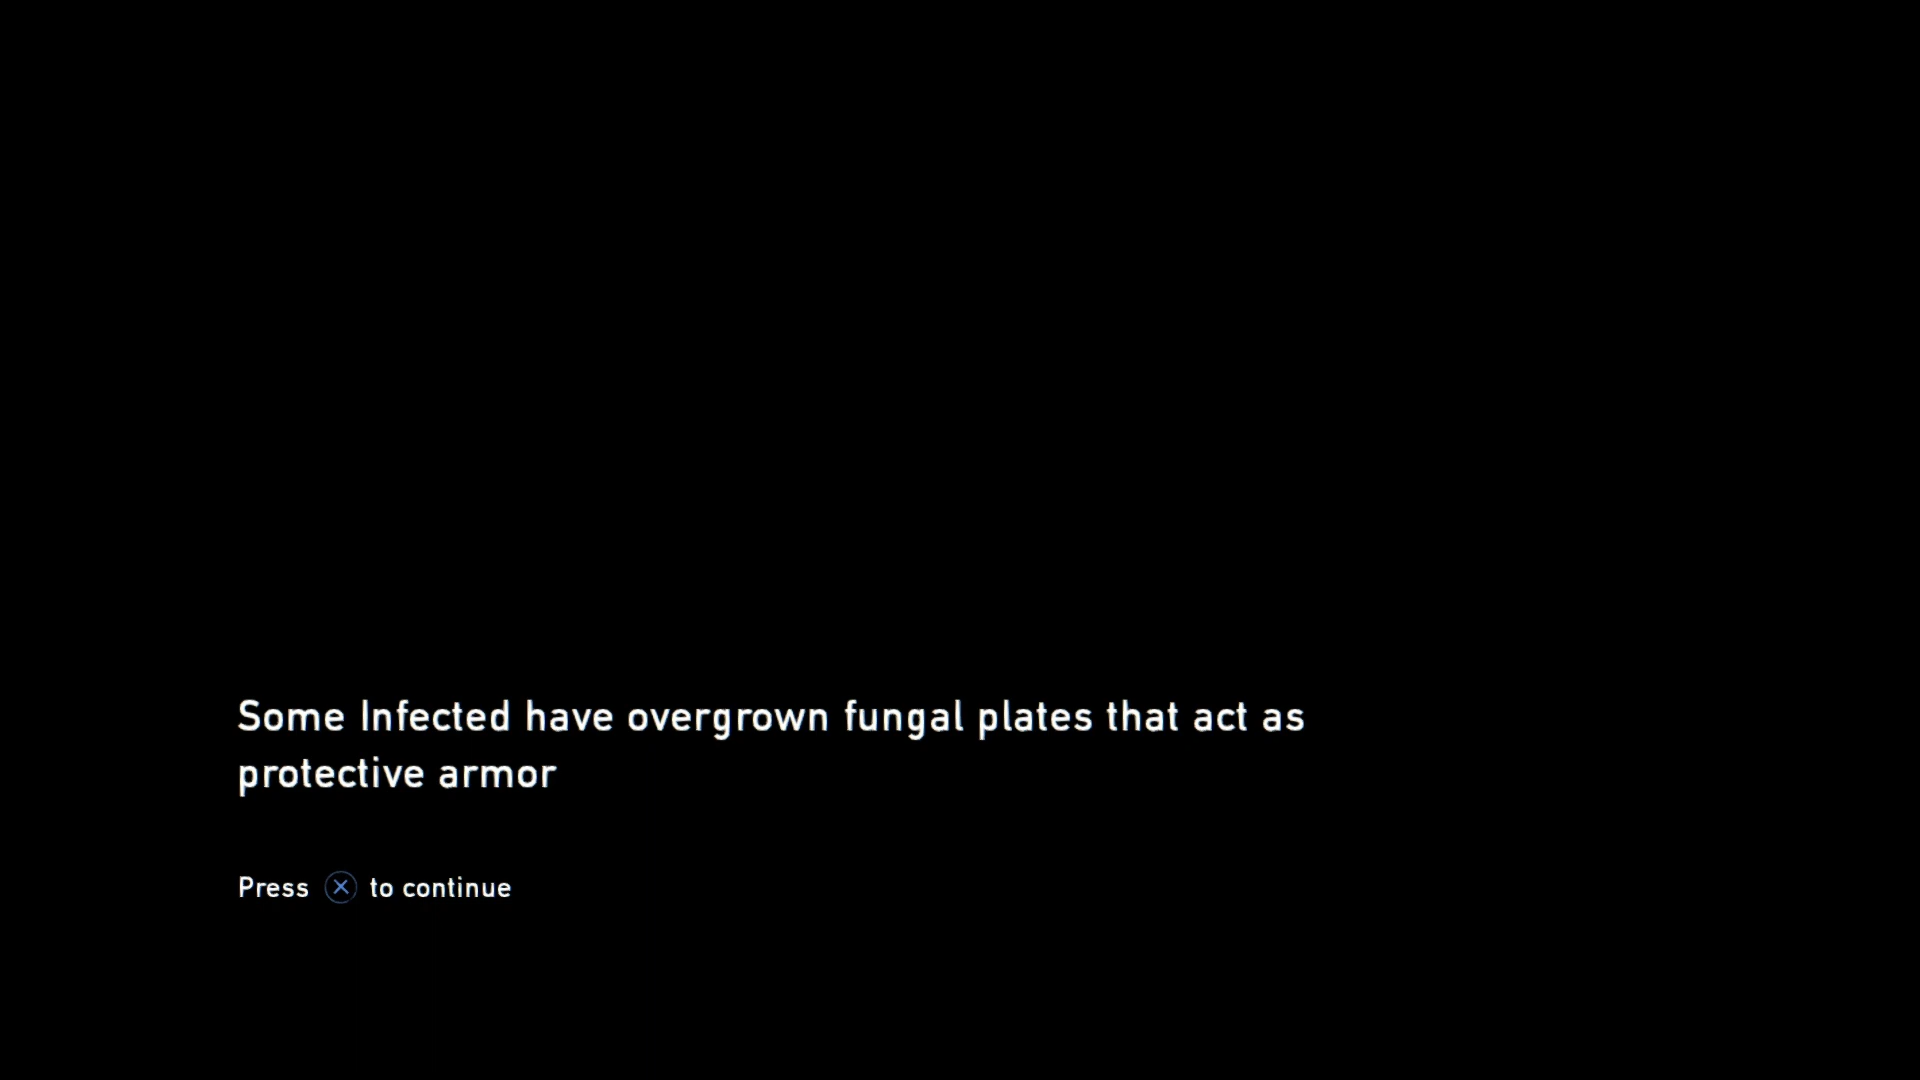 Some Infected have overgrown fungal plates that act as
protective armor
Press ⓧ to continue